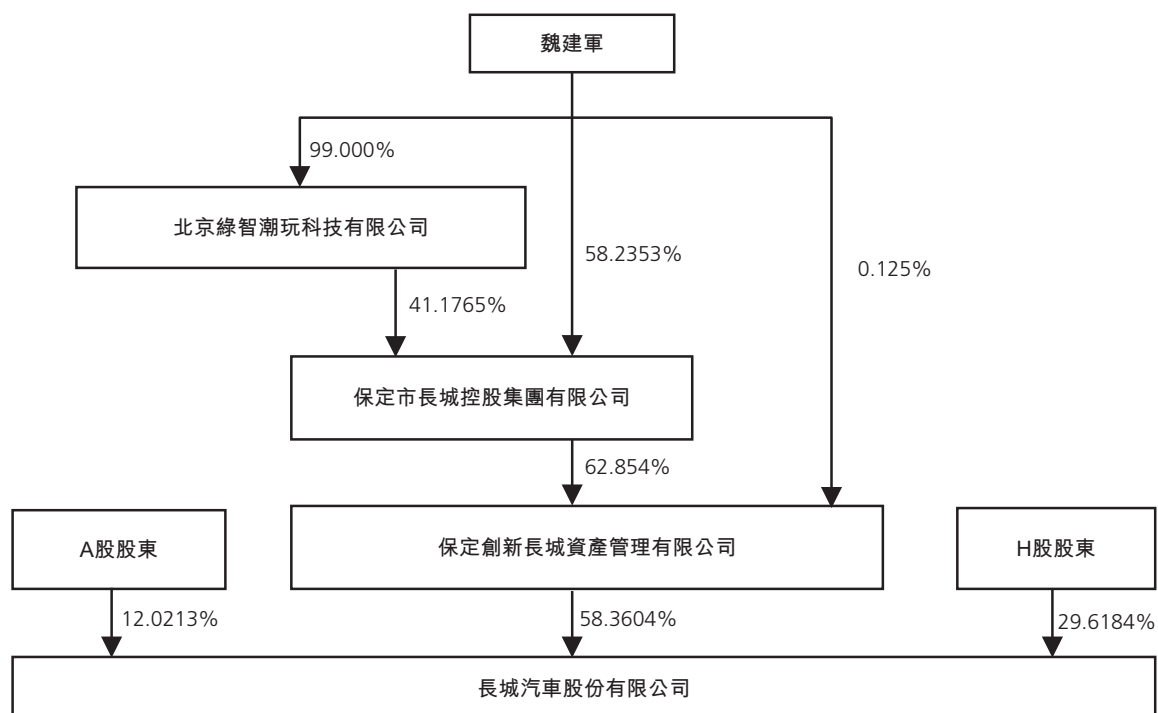 魏建軍
99.000%
北京綠智潮玩科技有限公司
58.2353%
0.125%
41.1765%
保定市長城控股集團有限公司
62.854%
A股股東
保定創新長城資產管理有限公司
H股股東
12.0213%
58.3604%
29.6184%
長城汽車股份有限公司